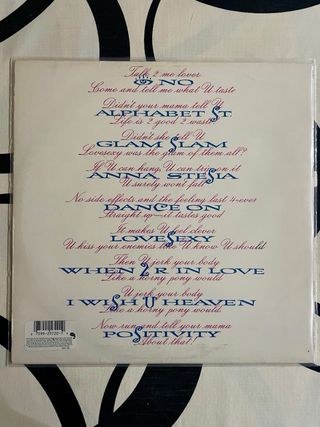 Talk 2 me lover
Eye NO
Come and tell me what U taste
Didn't your mama tell U
ALPHABET St.
Life is 2 good 2 waste
Didn't she tell U
GLAM SLAM
Lovesexy was the glam of them all?
If U can hang, U can trip on it
ANNA STESIA
U surely won't fall
No side effects and the feeling last 4-ever
DANCE ON
Straight up—it tastes good
It makes U feel clever
LOVESEXY
U kiss your enemies like U know U should
Then U jerk your body
WHEN 2 R IN LOVE
Like a horny pony would
U jerk your body
I WISH U HEAVEN
Like a horny pony would
Now run and tell your mama
POSITIVITY
About that!